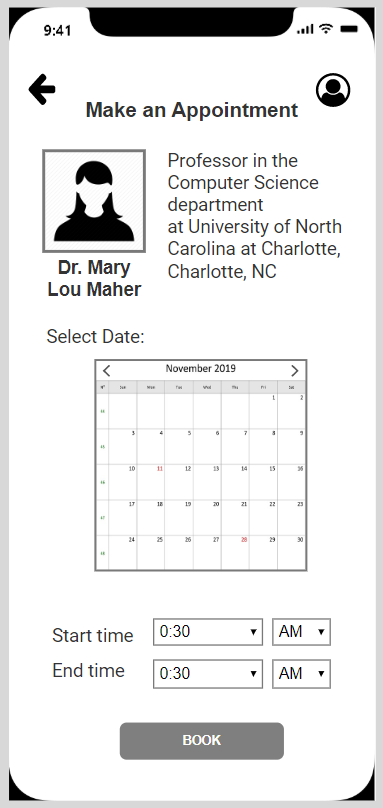 9:41
Make an Appointment
Professor in the
Computer Science
department
at University of North
Carolina at Charlotte,
Charlotte, NC
Dr. Mary
Lou Maher
Select Date:
November 2019
N° Sun Mon Tue Wed Thu Fri Sat
44 1 2
45 3 4 5 6 7 8 9
46 10 11 12 13 14 15 16
47 17 18 19 20 21 22 23
48 24 25 26 27 28 29 30
Start time 0:30 AM
End time 0:30 AM
BOOK